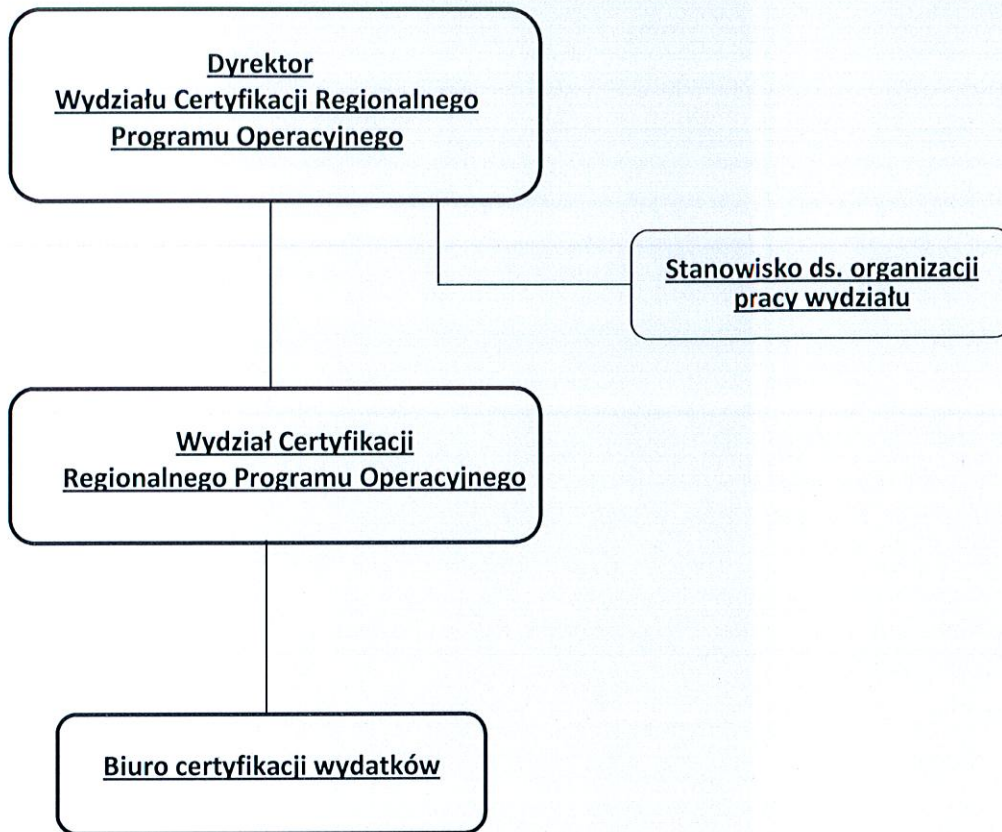 Dyrektor
Wydziału Certyfikacji Regionalnego
Programu Operacyjnego
Stanowisko ds. organizacji
pracy wydziału
Wydział Certyfikacji
Regionalnego Programu Operacyjnego
Biuro certyfikacji wydatków